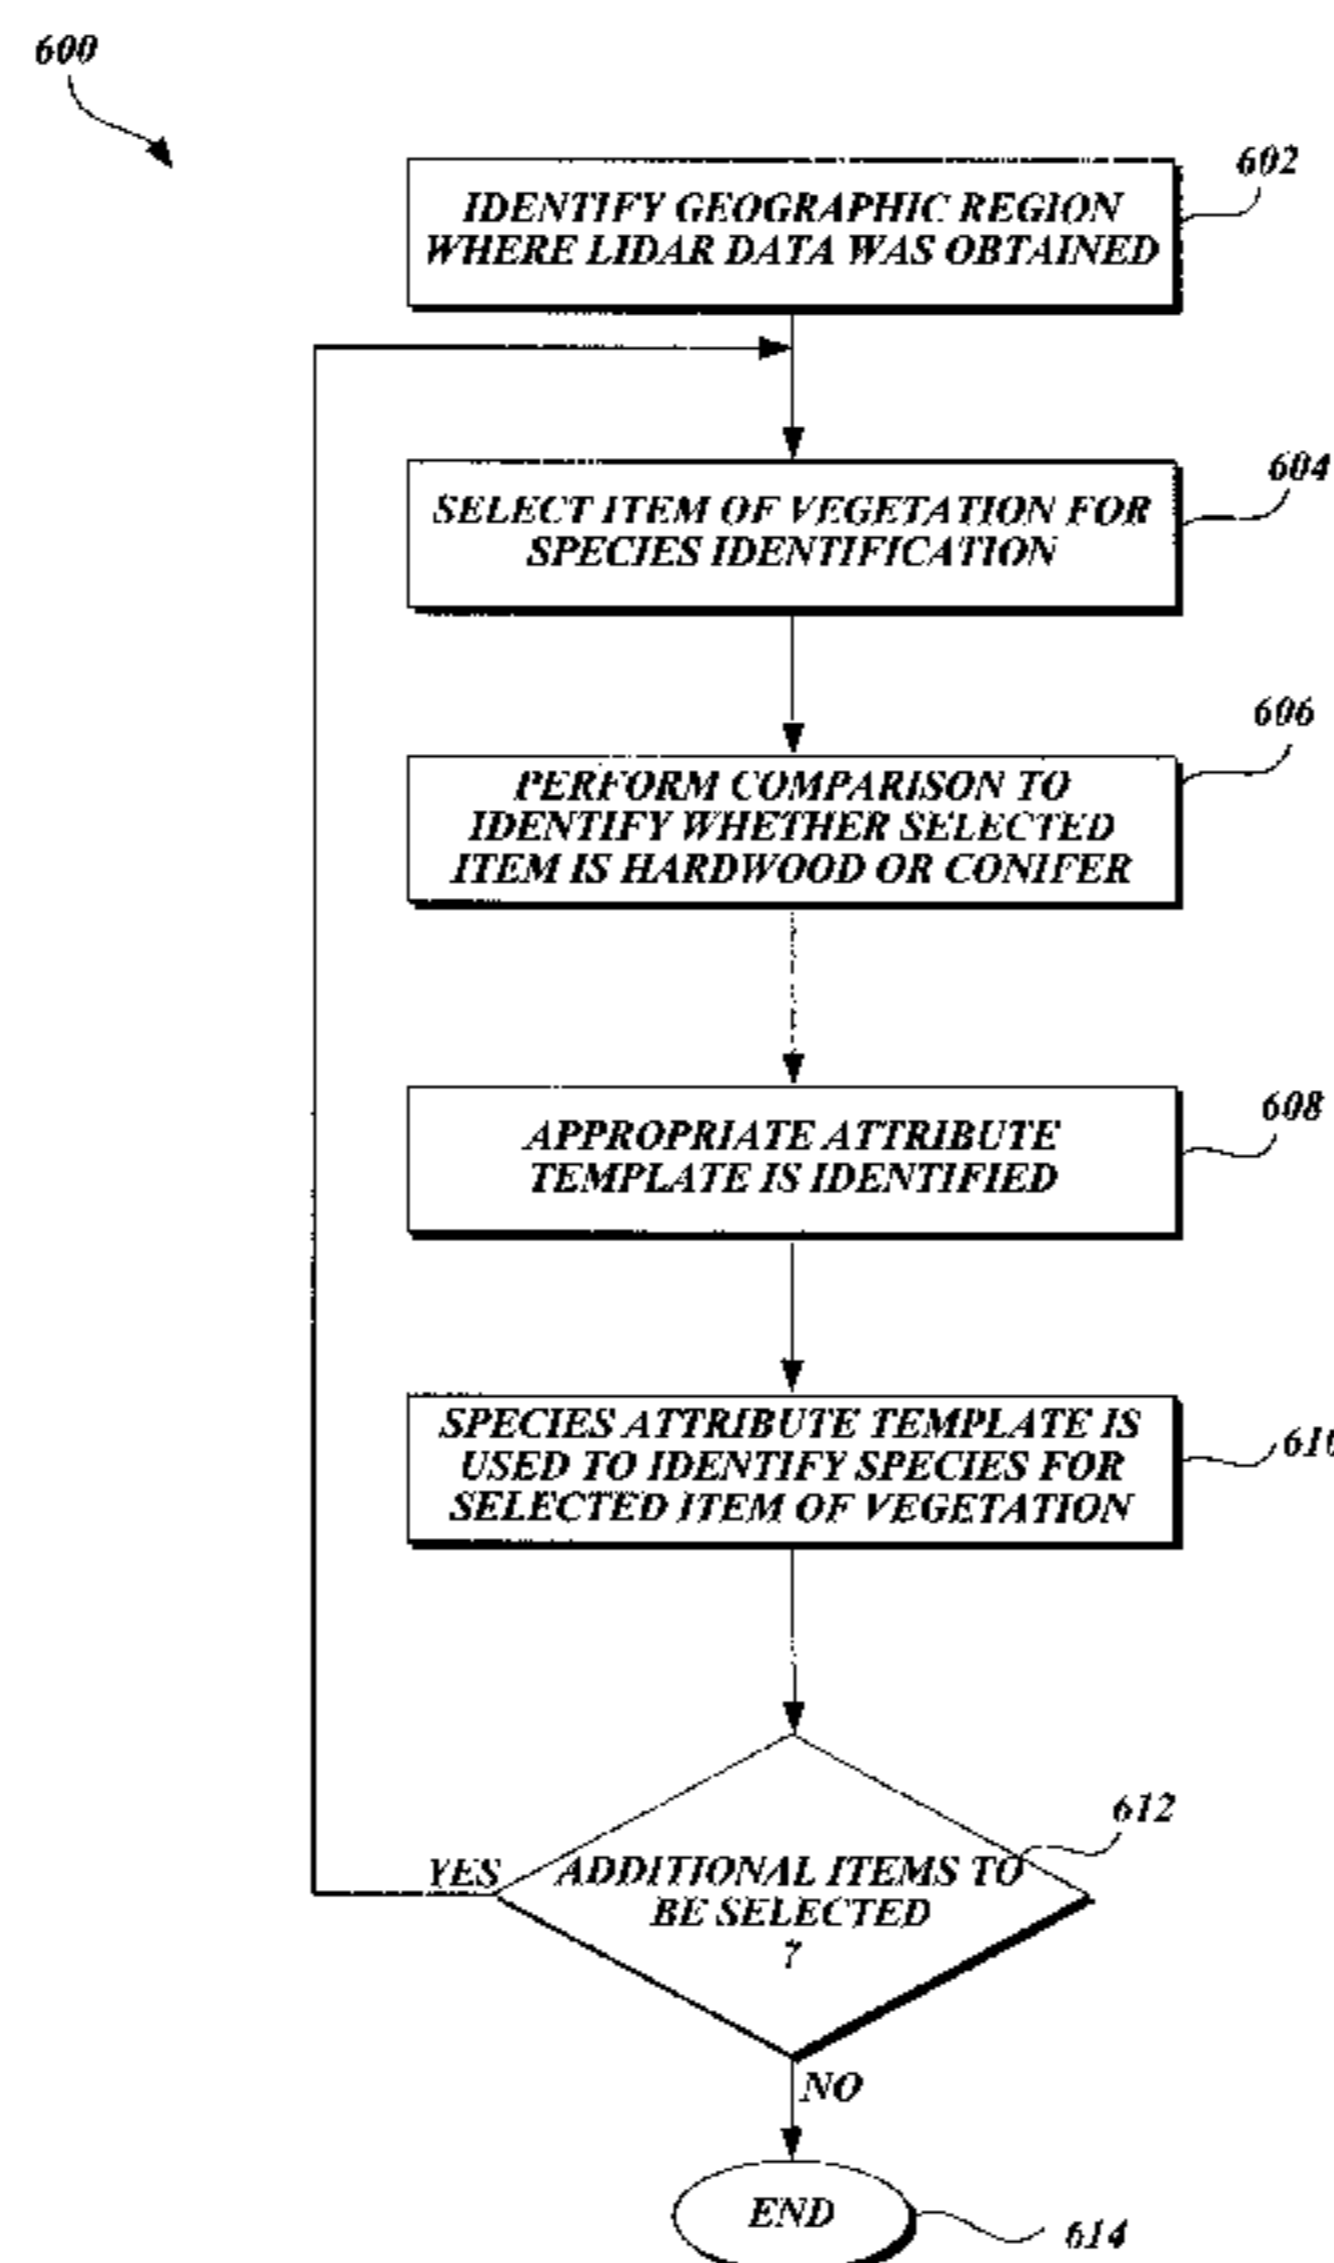 600
602
IDENTIFY GEOGRAPHIC REGION
WHERE LIDAR DATA WAS OBTAINED
604
SELECT ITEM OF VEGETATION FOR
SPECIES IDENTIFICATION
606
PERFORM COMPARISON TO
IDENTIFY WHETHER SELECTED
ITEM IS HARDWOOD OR CONIFER
608
APPROPRIATE ATTRIBUTE
TEMPLATE IS IDENTIFIED
610
SPECIES ATTRIBUTE TEMPLATE IS
USED TO IDENTIFY SPECIES FOR
SELECTED ITEM OF VEGETATION
612
YES
ADDITIONAL ITEMS TO
BE SELECTED
?
NO
END
614